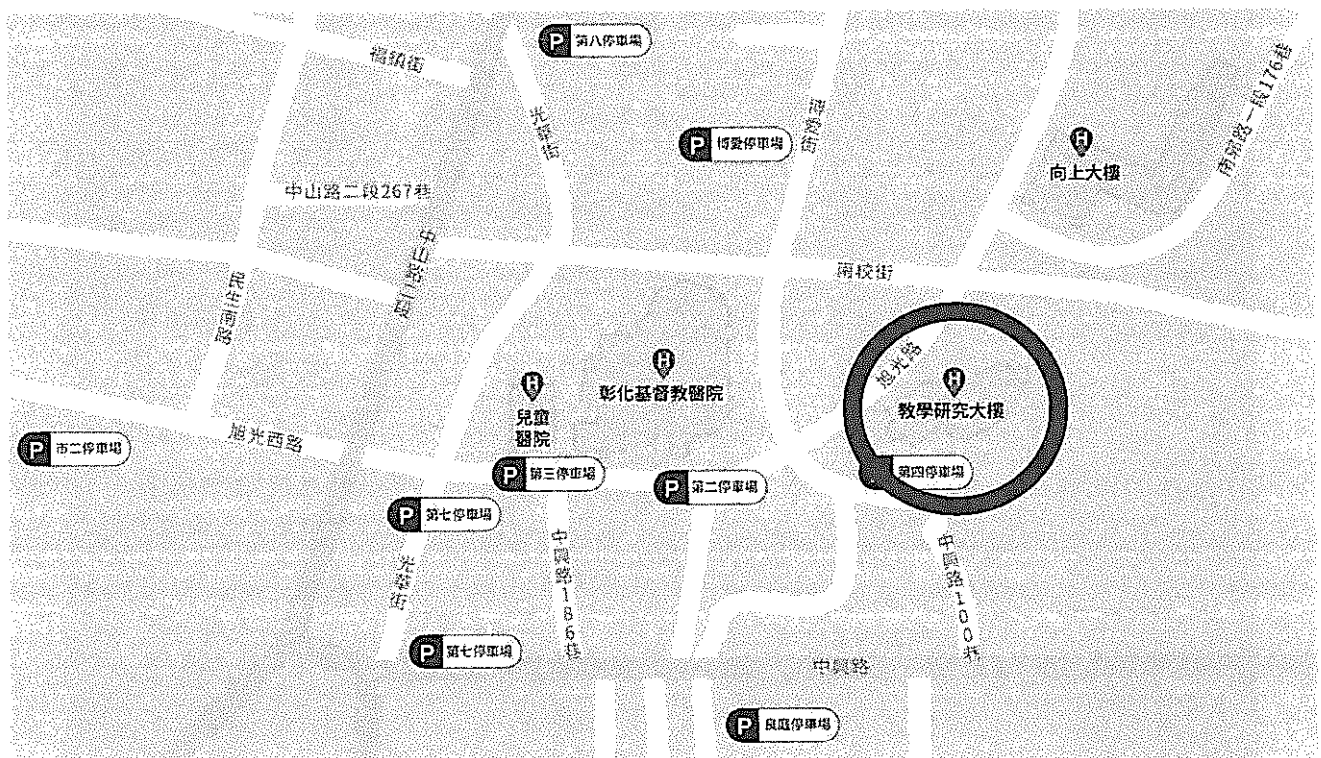 P 第八停車場
福鎮街
光華街
博愛街
P 博愛停車場
南郭路一段176巷
H
向上大樓
中山路二段267巷
中山路二段
南校街
民生南路
旭光路
H
彰化基督教醫院
H
兒童
醫院
H
教學研究大樓
旭光西路
P 市二停車場
P 第三停車場
P 第二停車場
第四停車場
P 第七停車場
光華街
中興路186巷
中興路100巷
P 第七停車場
中興路
P 良庭停車場